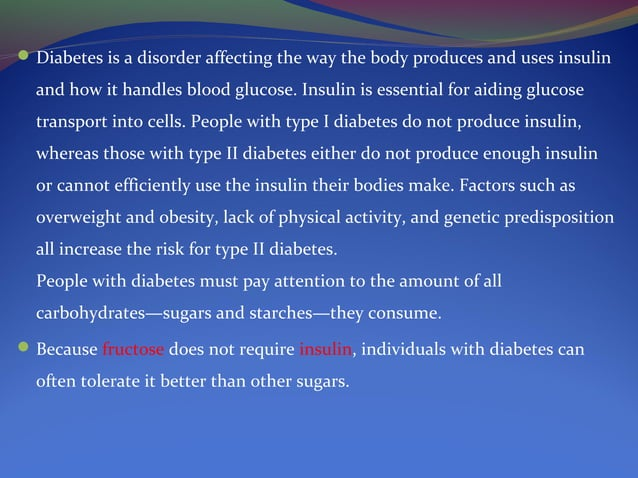 Diabetes is a disorder affecting the way the body produces and uses insulin
and how it handles blood glucose. Insulin is essential for aiding glucose
transport into cells. People with type I diabetes do not produce insulin,
whereas those with type II diabetes either do not produce enough insulin
or cannot efficiently use the insulin their bodies make. Factors such as
overweight and obesity, lack of physical activity, and genetic predisposition
all increase the risk for type II diabetes.
People with diabetes must pay attention to the amount of all
carbohydrates—sugars and starches—they consume.
Because fructose does not require insulin, individuals with diabetes can
often tolerate it better than other sugars.